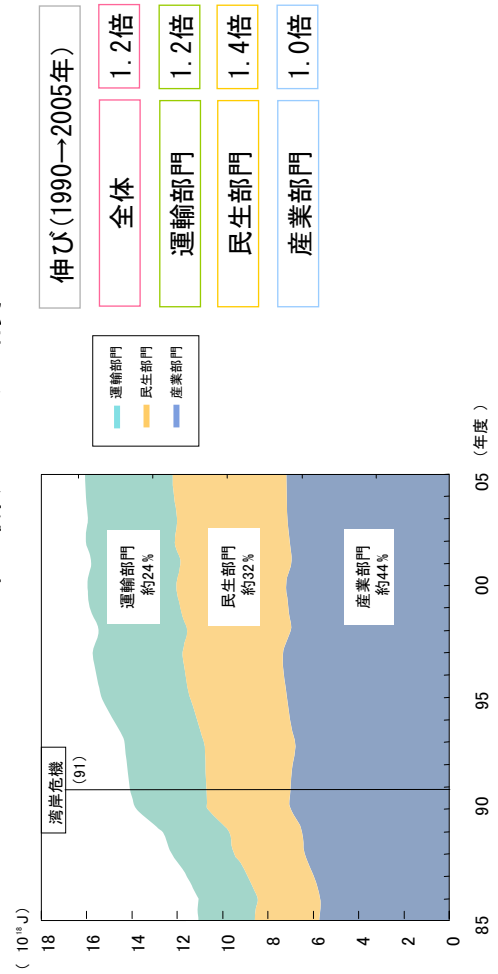 ( 10¹⁸ J)
18
16
14
12
10
8
6
4
2
0
湾岸危機
(91)
運輸部門
約24%
民生部門
約32%
産業部門
約44%
85
90
95
00
05
(年度 )
運輸部門
民生部門
産業部門
伸び(1990→2005年)
全体 1.2倍
運輸部門 1.2倍
民生部門 1.4倍
産業部門 1.0倍